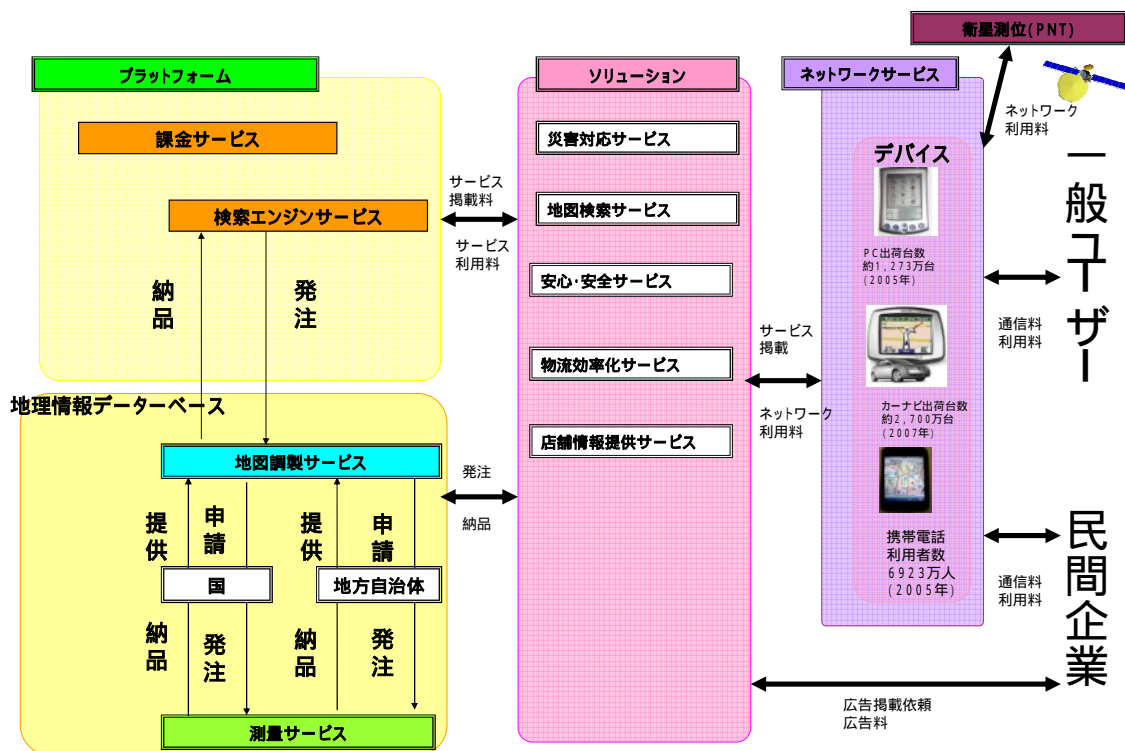 衛星測位(PNT)
プラットフォーム
ソリューション
ネットワークサービス
ネットワーク
利用料
課金サービス
検索エンジンサービス
納品
発注
サービス
掲載料
サービス
利用料
災害対応サービス
地図検索サービス
安心・安全サービス
物流効率化サービス
店舗情報提供サービス
サービス
掲載
ネットワーク
利用料
デバイス
PC出荷台数
約1,273万台
(2005年)
カーナビ出荷台数
約2,700万台
(2007年)
携帯電話
利用者数
6923万人
(2005年)
一般ユーザー
通信料
利用料
民間企業
通信料
利用料
広告掲載依頼
広告料
地理情報データーベース
地図調製サービス
発注
納品
提供
申請
提供
申請
国
地方自治体
納品
発注
納品
発注
測量サービス